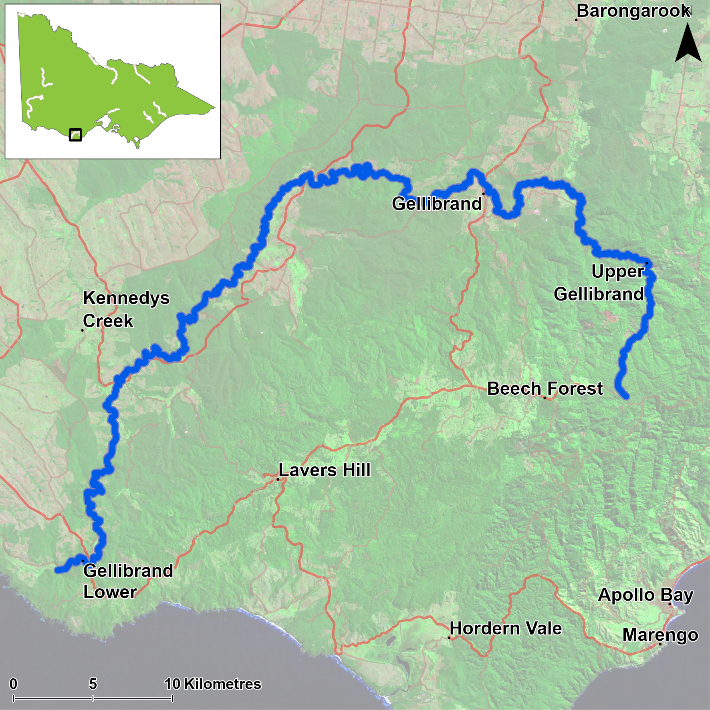 Barongarook
Gellibrand
Upper
Gellibrand
Kennedys
Creek
Beech Forest
Lavers Hill
Gellibrand
Lower
Apollo Bay
Hordern Vale
Marengo
0 5 10 Kilometres